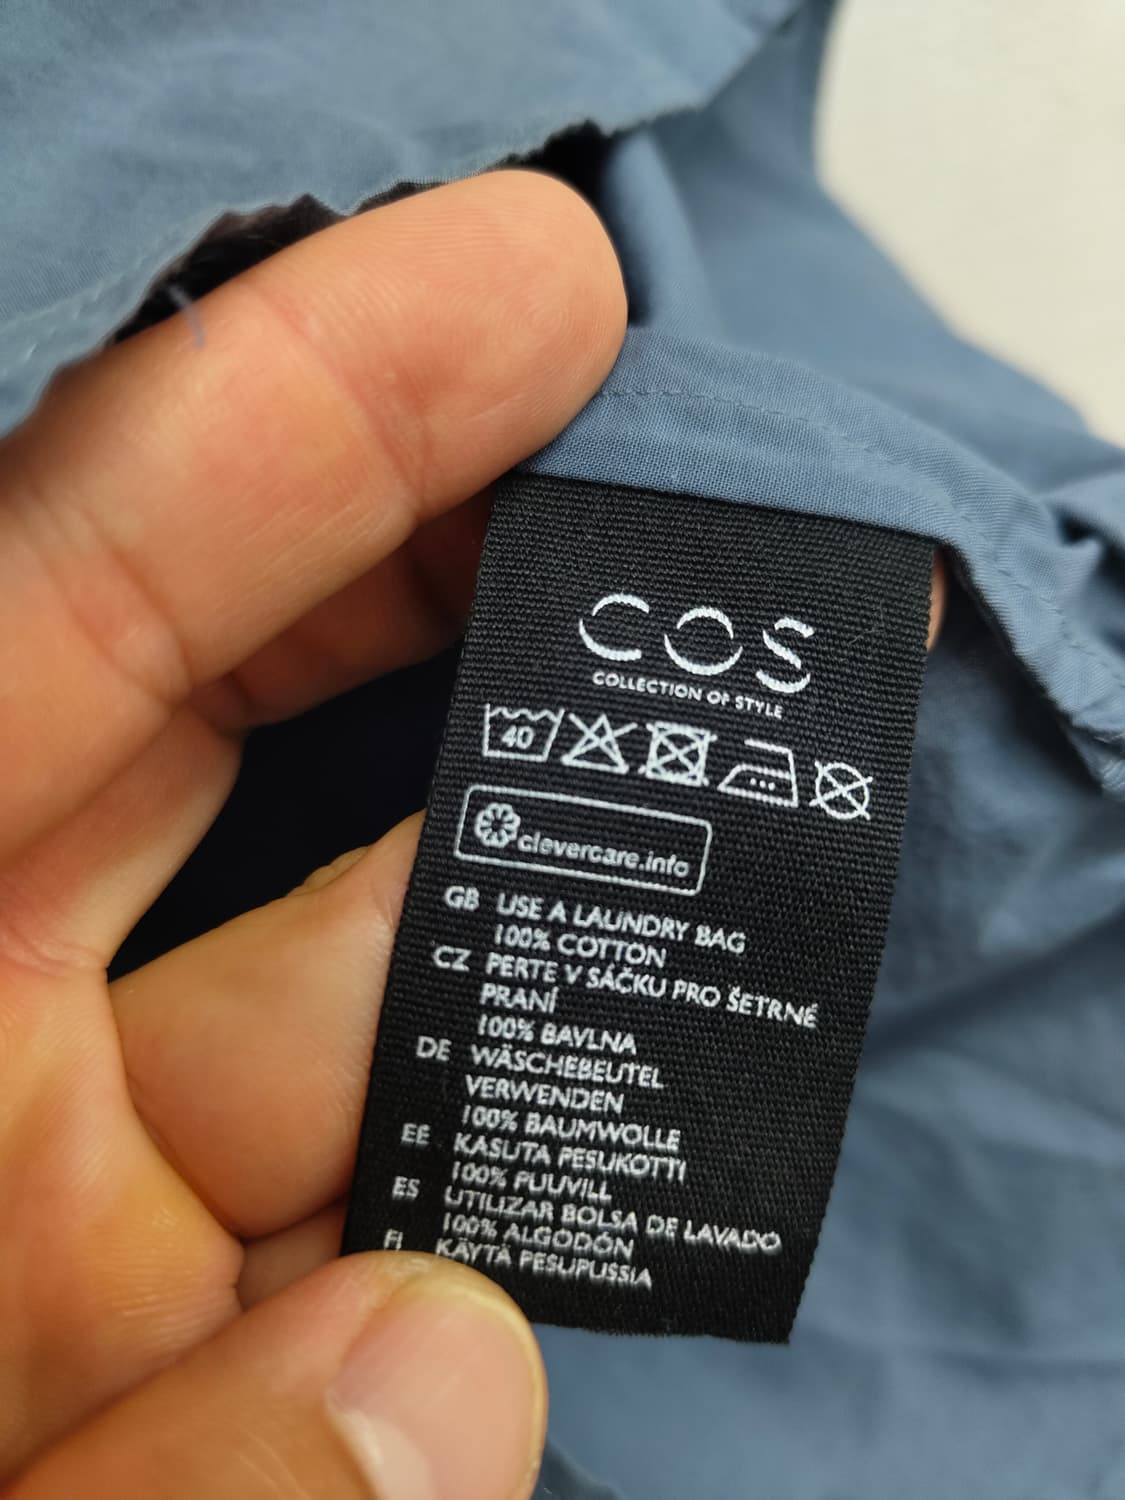 COS
COLLECTION OF STYLE
40
clevercare.info
GB USE A LAUNDRY BAG
100% COTTON
CZ PERTE V SÁČKU PRO ŠETRNÉ
PRANÍ
100% BAVLNA
DE WÄSCHEBEUTEL
VERWENDEN
100% BAUMWOLLE
EE KASUTA PESUKOTTI
100% PUUVILL
ES UTILIZAR BOLSA DE LAVADO
100% ALGODÓN
FI KÄYTÄ PESUPUSSIA